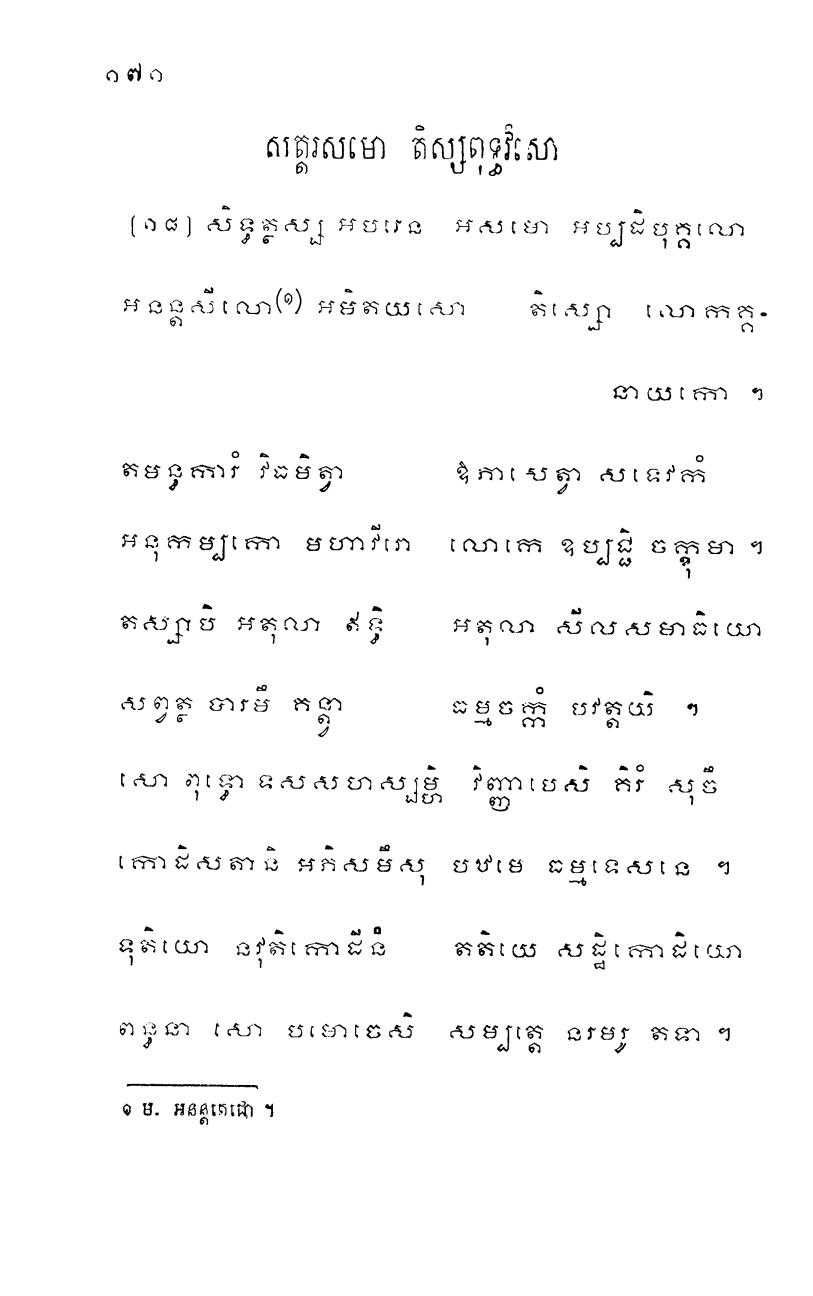 ១៧១
សត្តរសមោ តិស្សពុទ្ធវំសោ
[១៨] សិទ្ធត្ថស្ស អបរេន អសមោ អប្បដិបុគ្គលោ
អនន្តសីលោ(១) អមិតយសោ តិស្សោ លោកគ្គ-
នាយកោ ។
តមន្ធការំ វិធមិត្វា ឱភាសេត្វា សទេវកំ
អនុកម្បកោ មហាវីរោ លោកេ ឧប្បជ្ជិ ចក្ខុមា ។
តស្សាបិ អតុលា ឥទ្ធិ អតុលា សីលសមាធិយោ
សព្វត្ថ បារមឹ គន្ត្វា ធម្មចក្កំ បវត្តយិ ។
សោ ពុទ្ធោ ទសសហស្សម្ហិ វិញ្ញាបេសិ គិរំ សុចឹ
កោដិសតានិ អភិសមឹសុ បឋមេ ធម្មទេសនេ ។
ទុតិយោ នវុតិកោដីនំ តតិយេ សដ្ឋិកោដិយោ
ពន្ធនា សោ បមោចេសិ សម្បត្តេ នរមរូ តទា ។
១ ម. អនន្តតេជោ ។